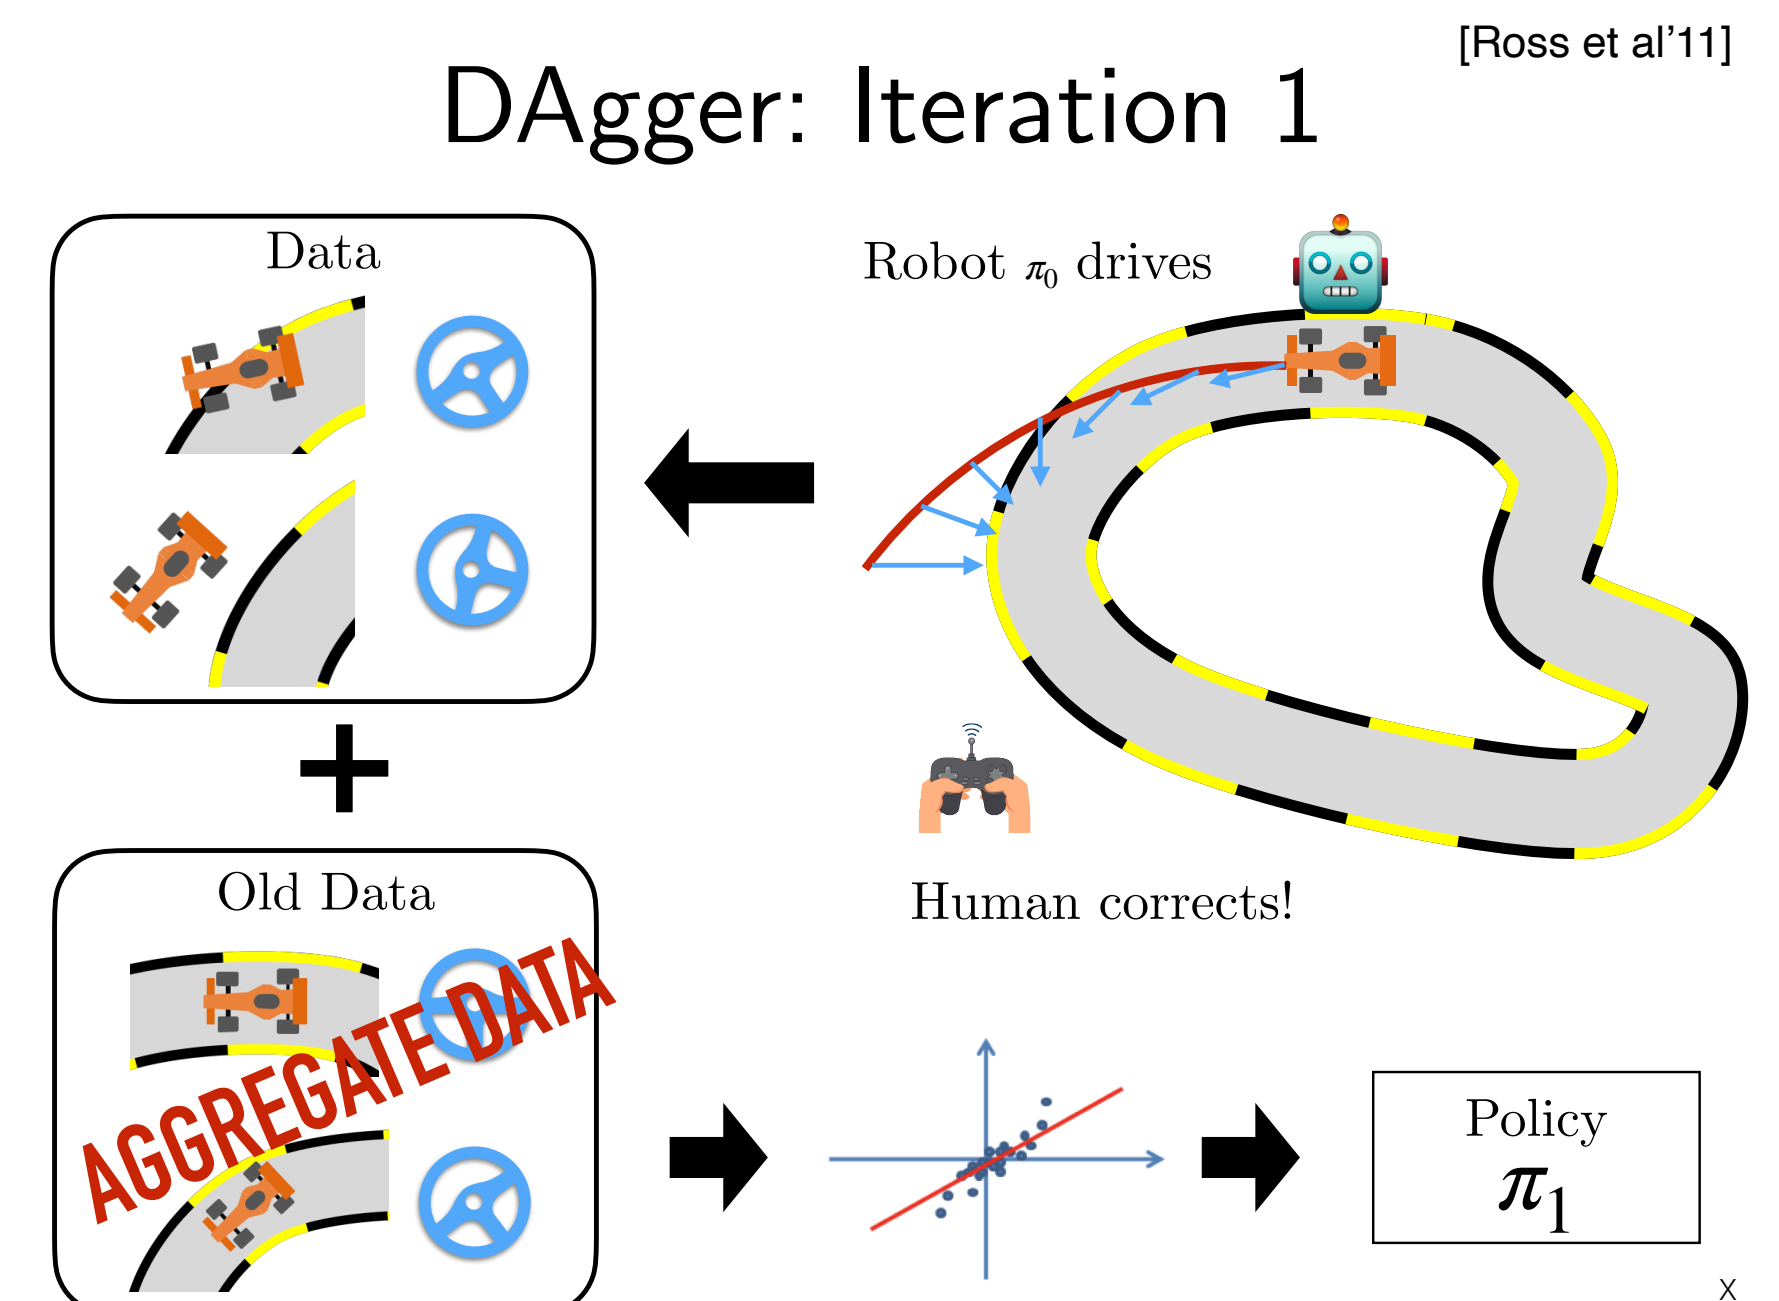 [Ross et al'11]
DAgger: Iteration 1
Data
Robot π₀ drives
Human corrects!
Old Data
AGGREGATE DATA
Policy
π₁
X